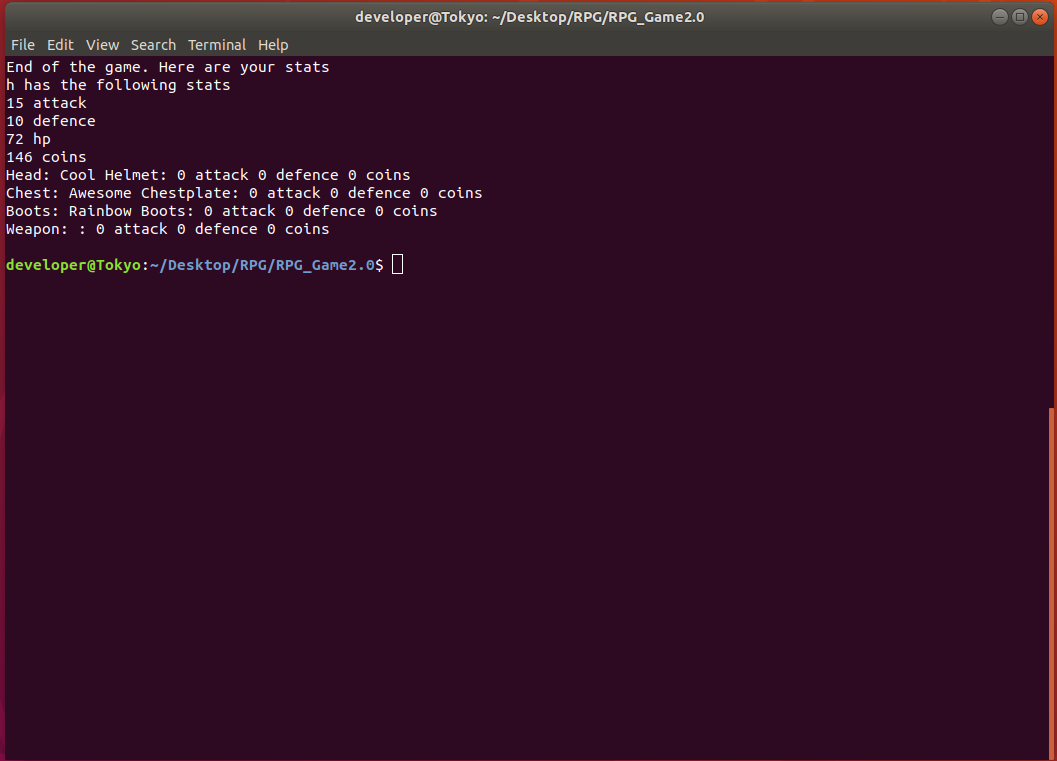 developer@Tokyo: ~/Desktop/RPG/RPG_Game2.0
File Edit View Search Terminal Help
End of the game. Here are your stats
h has the following stats
15 attack
10 defence
72 hp
146 coins
Head: Cool Helmet: 0 attack 0 defence 0 coins
Chest: Awesome Chestplate: 0 attack 0 defence 0 coins
Boots: Rainbow Boots: 0 attack 0 defence 0 coins
Weapon: : 0 attack 0 defence 0 coins
developer@Tokyo:~/Desktop/RPG/RPG_Game2.0$